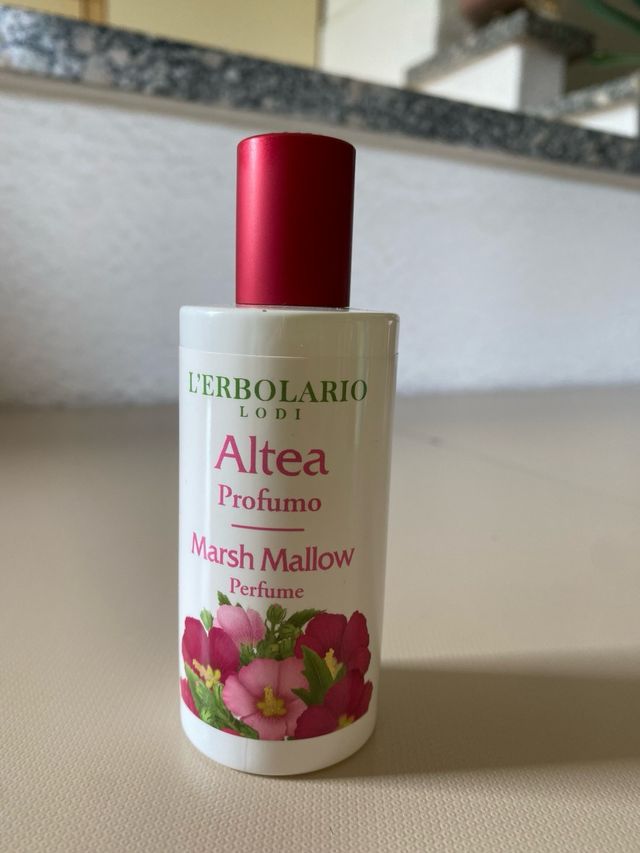 L'ERBOLARIO
LODI
Altea
Profumo
Marsh Mallow
Perfume